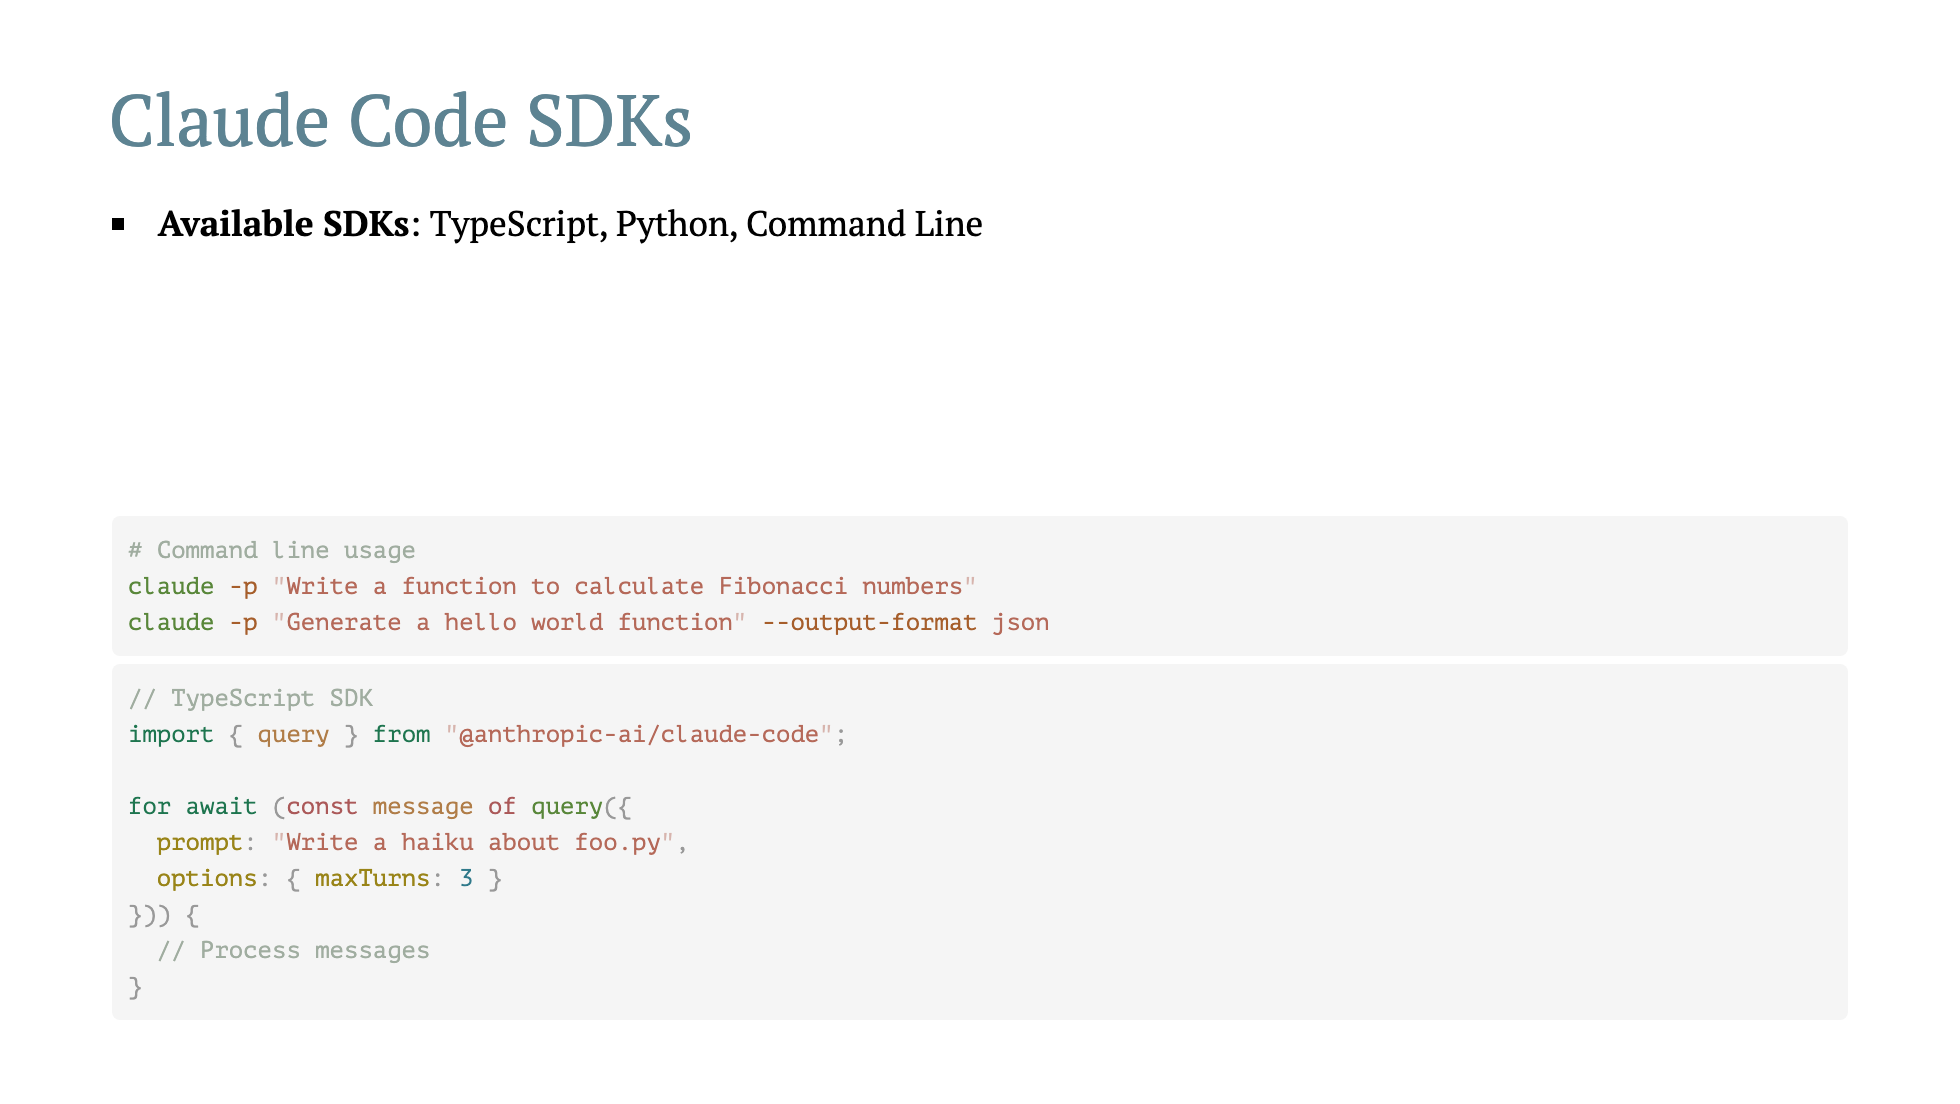 Claude Code SDKs
▪ Available SDKs: TypeScript, Python, Command Line
# Command line usage
claude -p "Write a function to calculate Fibonacci numbers"
claude -p "Generate a hello world function" --output-format json
// TypeScript SDK
import { query } from "@anthropic-ai/claude-code";
for await (const message of query({
  prompt: "Write a haiku about foo.py",
  options: { maxTurns: 3 }
})) {
  // Process messages
}